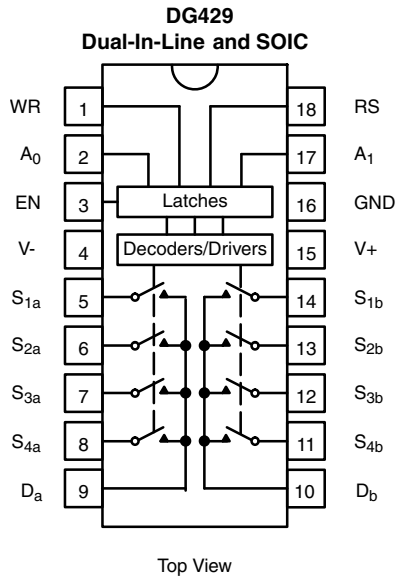 DG429
Dual-In-Line and SOIC
WR 1 18 RS
A0 2 17 A1
EN 3 Latches 16 GND
V- 4 Decoders/Drivers 15 V+
S1a 5 14 S1b
S2a 6 13 S2b
S3a 7 12 S3b
S4a 8 11 S4b
Da 9 10 Db
Top View